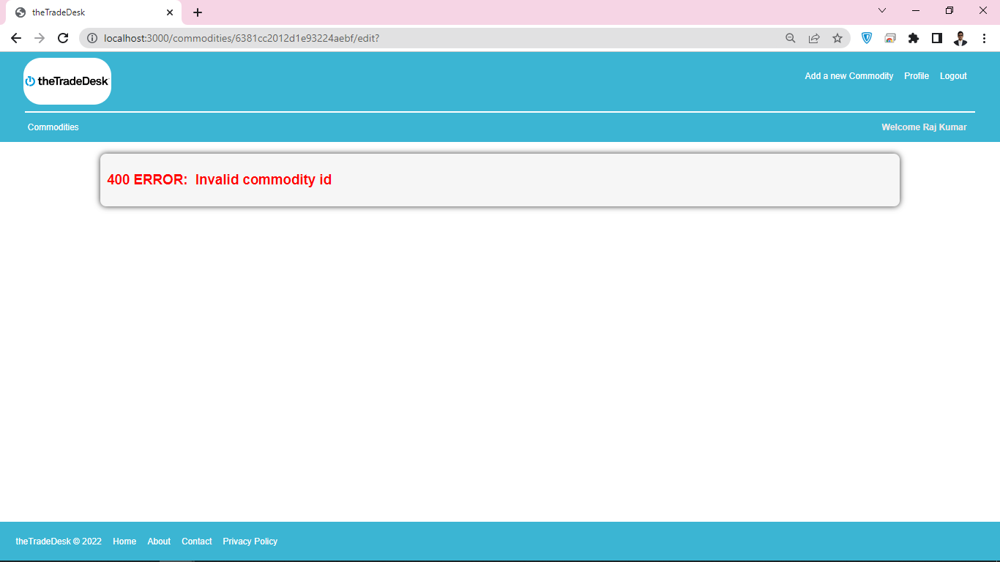 theTradeDesk
localhost:3000/commodities/6381cc2012d1e93224aebf/edit?
theTradeDesk
Add a new Commodity Profile Logout
Commodities
Welcome Raj Kumar
400 ERROR: Invalid commodity id
theTradeDesk © 2022 Home About Contact Privacy Policy